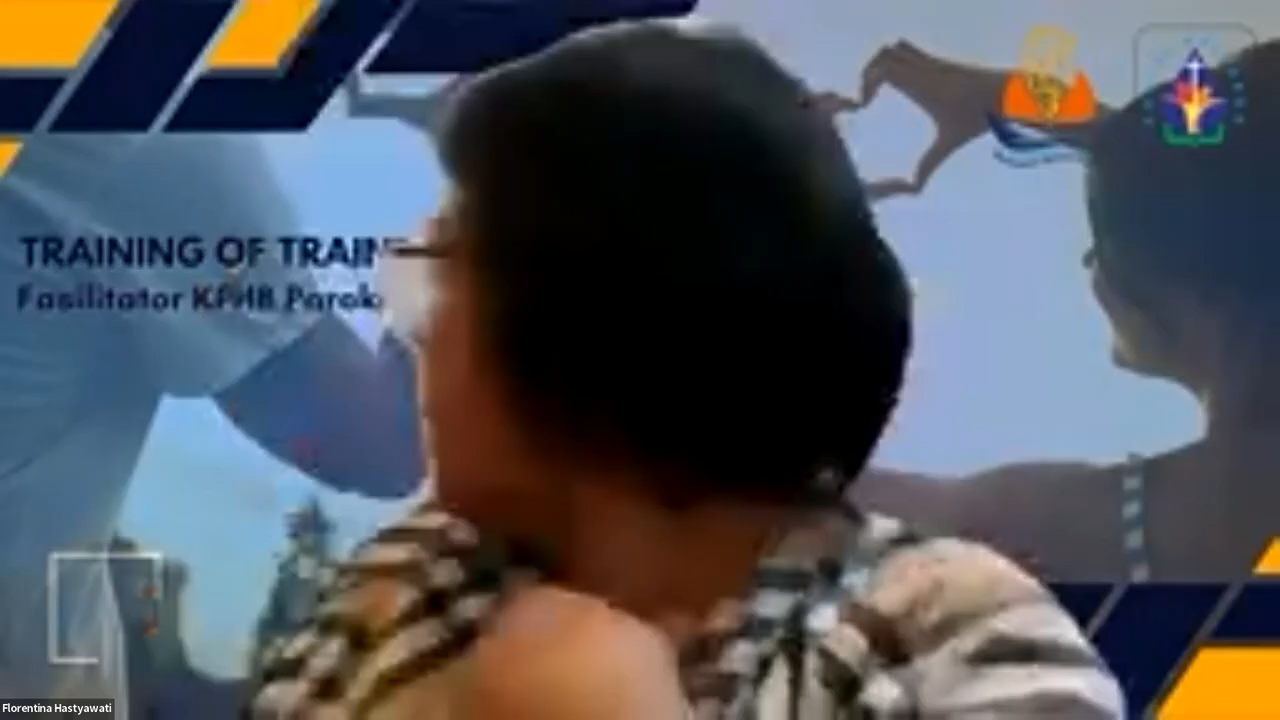 TRAINING OF TRAIN
Fasilitator KPHB Parok
Florentina Hastyawati